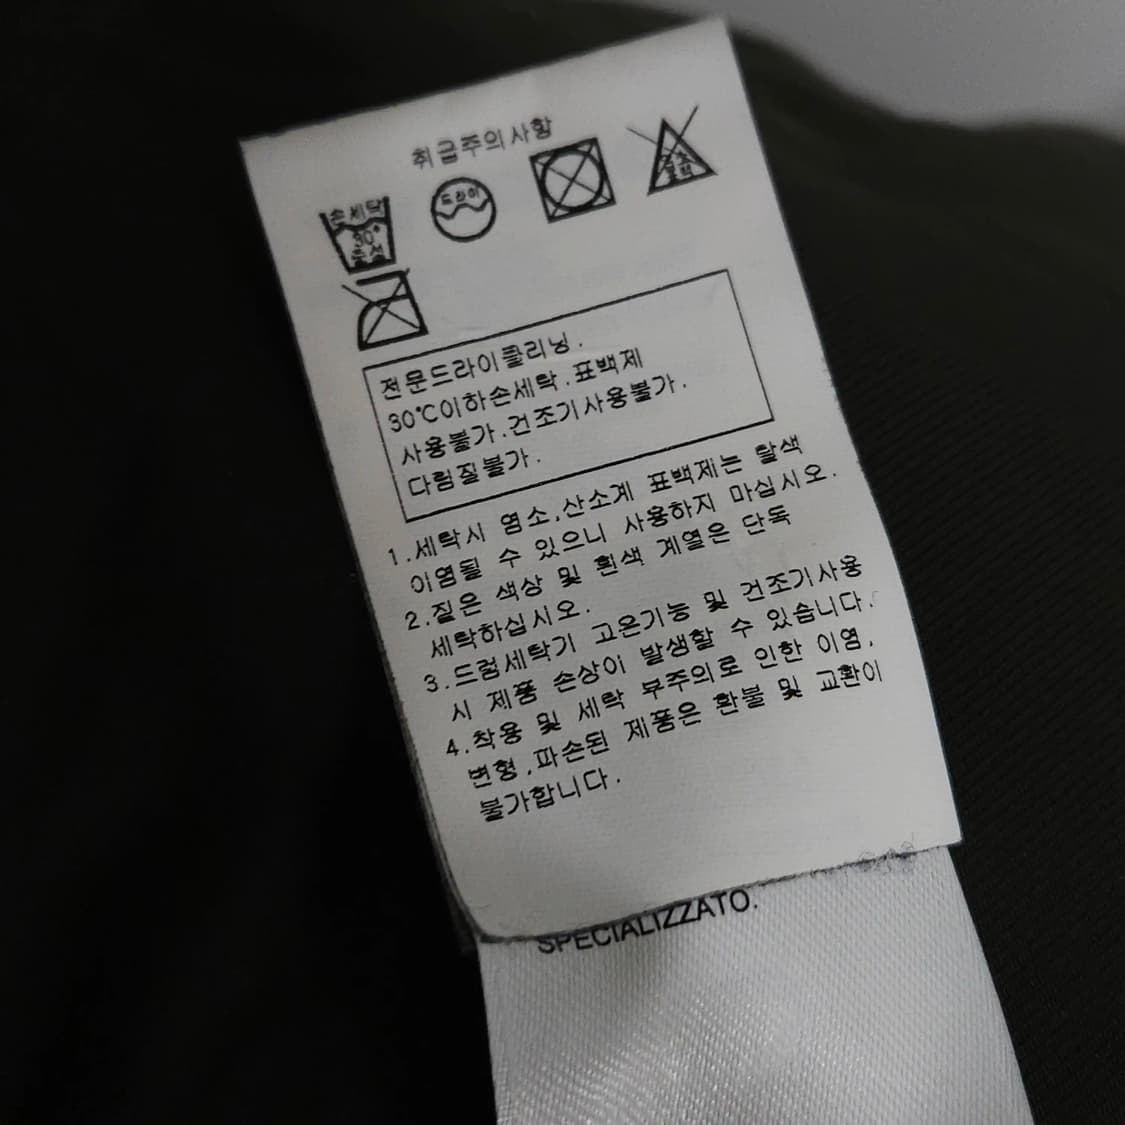 취급주의사항
손세탁
30°
중성
드라이
염소
표백
전문드라이클리닝.
30℃이하손세탁.표백제
사용불가.건조기사용불가.
다림질불가.
1.세탁시 염소,산소계 표백제는 탈색
이염될 수 있으니 사용하지 마십시오.
2.짙은 색상 및 흰색 계열은 단독
세탁하십시오.
3.드럼세탁기 고온기능 및 건조기사용
시 제품 손상이 발생할 수 있습니다.
4.착용 및 세탁 부주의로 인한 이염,
변형,파손된 제품은 환불 및 교환이
불가합니다.
SPECIALIZZATO.